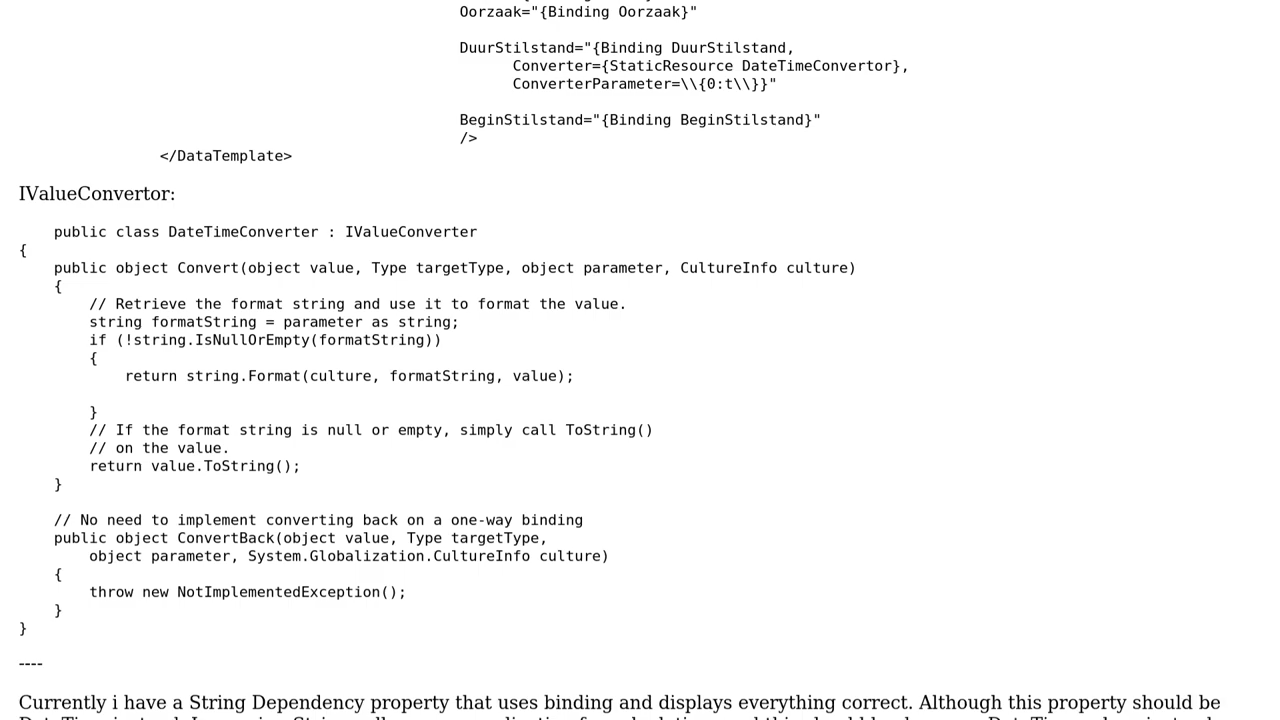 Oorzaak="{Binding Oorzaak}"
DuurStilstand="{Binding DuurStilstand,
Converter={StaticResource DateTimeConvertor},
ConverterParameter=\\{0:t\\}}"
BeginStilstand="{Binding BeginStilstand}"
/>
</DataTemplate>
IValueConvertor:
public class DateTimeConverter : IValueConverter
{
public object Convert(object value, Type targetType, object parameter, CultureInfo culture)
{
// Retrieve the format string and use it to format the value.
string formatString = parameter as string;
if (!string.IsNullOrEmpty(formatString))
{
return string.Format(culture, formatString, value);
}
// If the format string is null or empty, simply call ToString()
// on the value.
return value.ToString();
}
// No need to implement converting back on a one-way binding
public object ConvertBack(object value, Type targetType,
object parameter, System.Globalization.CultureInfo culture)
{
throw new NotImplementedException();
}
}
----
Currently i have a String Dependency property that uses binding and displays everything correct. Although this property should be